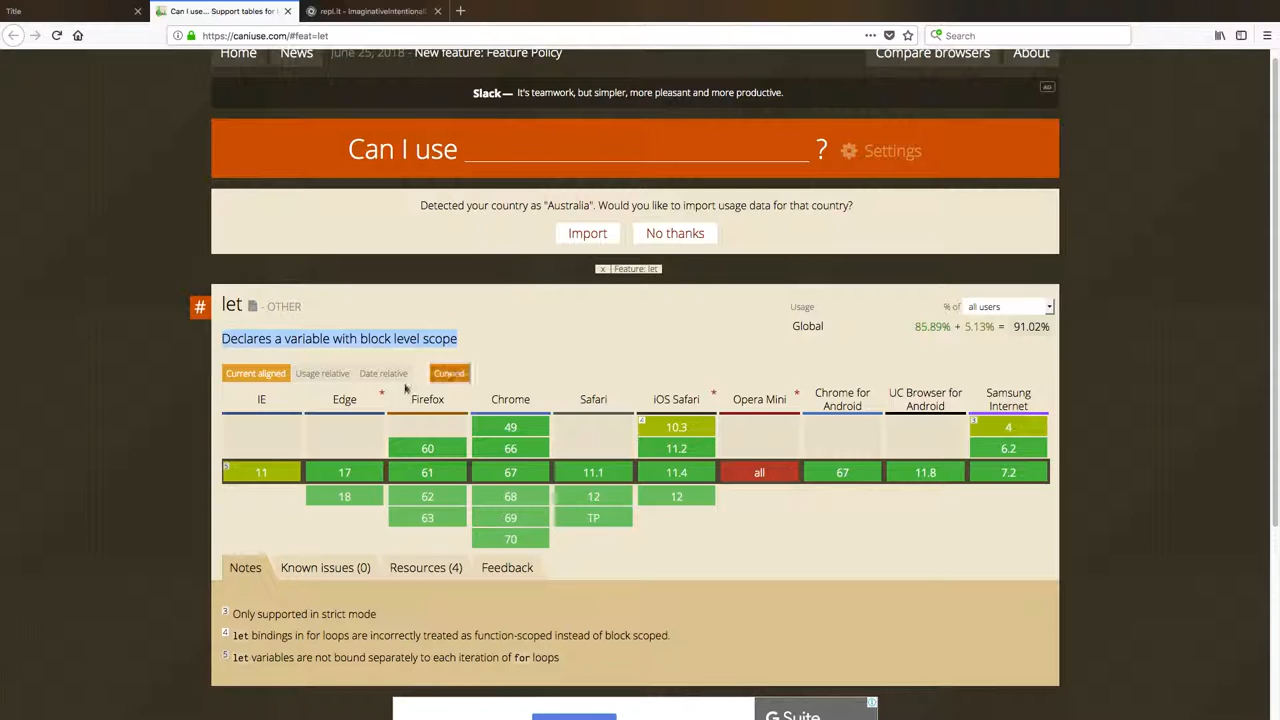 Title
Can I use... Support tables for
repl.it - ImaginativeIntentional
https://caniuse.com/#feat=let
Search
Home News June 25, 2018 - New feature: Feature Policy Compare browsers About
Slack — It's teamwork, but simpler, more pleasant and more productive.
AD
Can I use ? Settings
Detected your country as "Australia". Would you like to import usage data for that country?
Import No thanks
x Feature: let
# let - OTHER
Usage % of all users
Global 85.89% + 5.13% = 91.02%
Declares a variable with block level scope
Current aligned Usage relative Date relative
IE Edge * Firefox Chrome Safari iOS Safari * Opera Mini * Chrome for Android UC Browser for Android Samsung Internet
49 4 10.3 3 4
60 66 11.2 6.2
5 11 17 61 67 11.1 11.4 all 67 11.8 7.2
18 62 68 12 12
63 69 TP
70
Notes Known issues (0) Resources (4) Feedback
3 Only supported in strict mode
4 let bindings in for loops are incorrectly treated as function-scoped instead of block scoped.
5 let variables are not bound separately to each iteration of for loops
G Suite